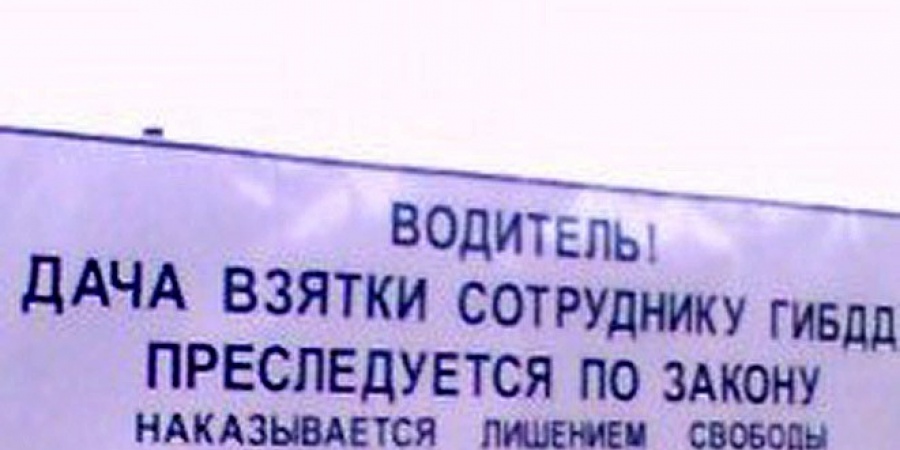 ВОДИТЕЛЬ!
ДАЧА ВЗЯТКИ СОТРУДНИКУ ГИБДД
ПРЕСЛЕДУЕТСЯ ПО ЗАКОНУ
НАКАЗЫВАЕТСЯ ЛИШЕНИЕМ СВОБОДЫ